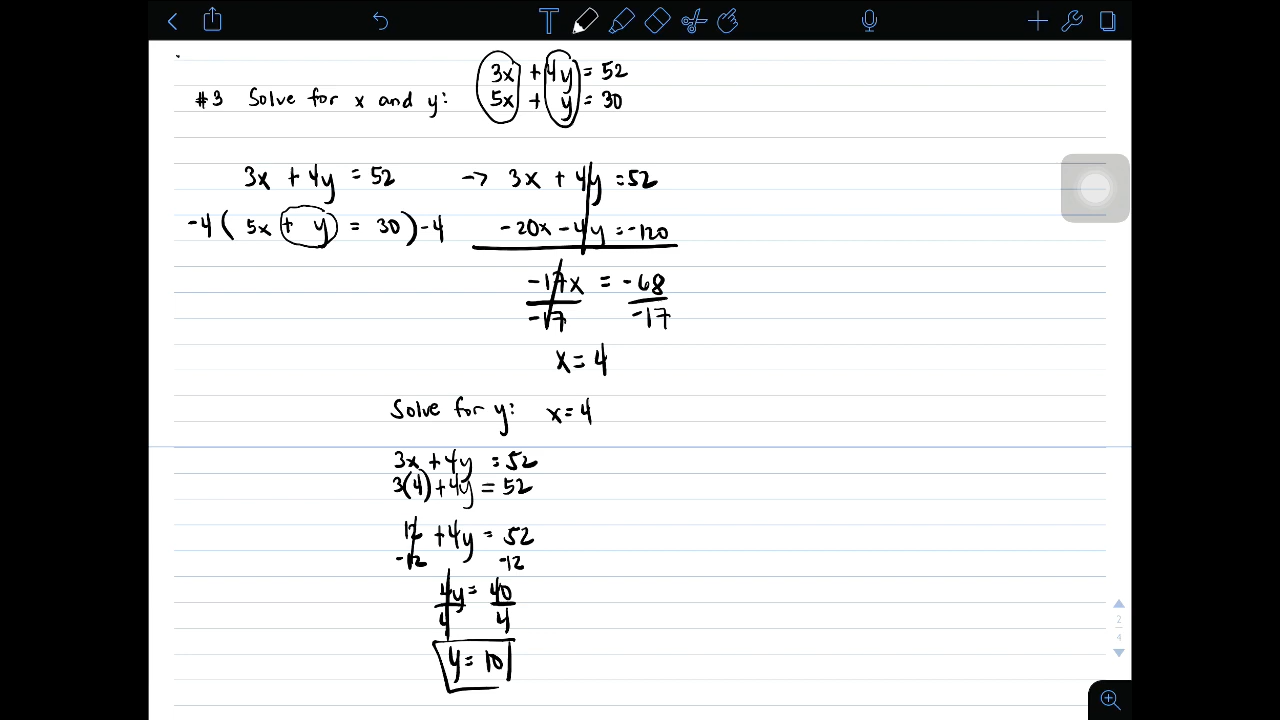 3x + 4y = 52
#3 Solve for x and y: 5x + y = 30
3x + 4y = 52 -> 3x + 4y = 52
-4( 5x + y = 30 )-4 -20x - 4y = -120
-17x = -68
-17 -17
x = 4
Solve for y: x = 4
3x + 4y = 52
3(4) + 4y = 52
12 + 4y = 52
-12 -12
4y = 40
4 4
y = 10
2
4